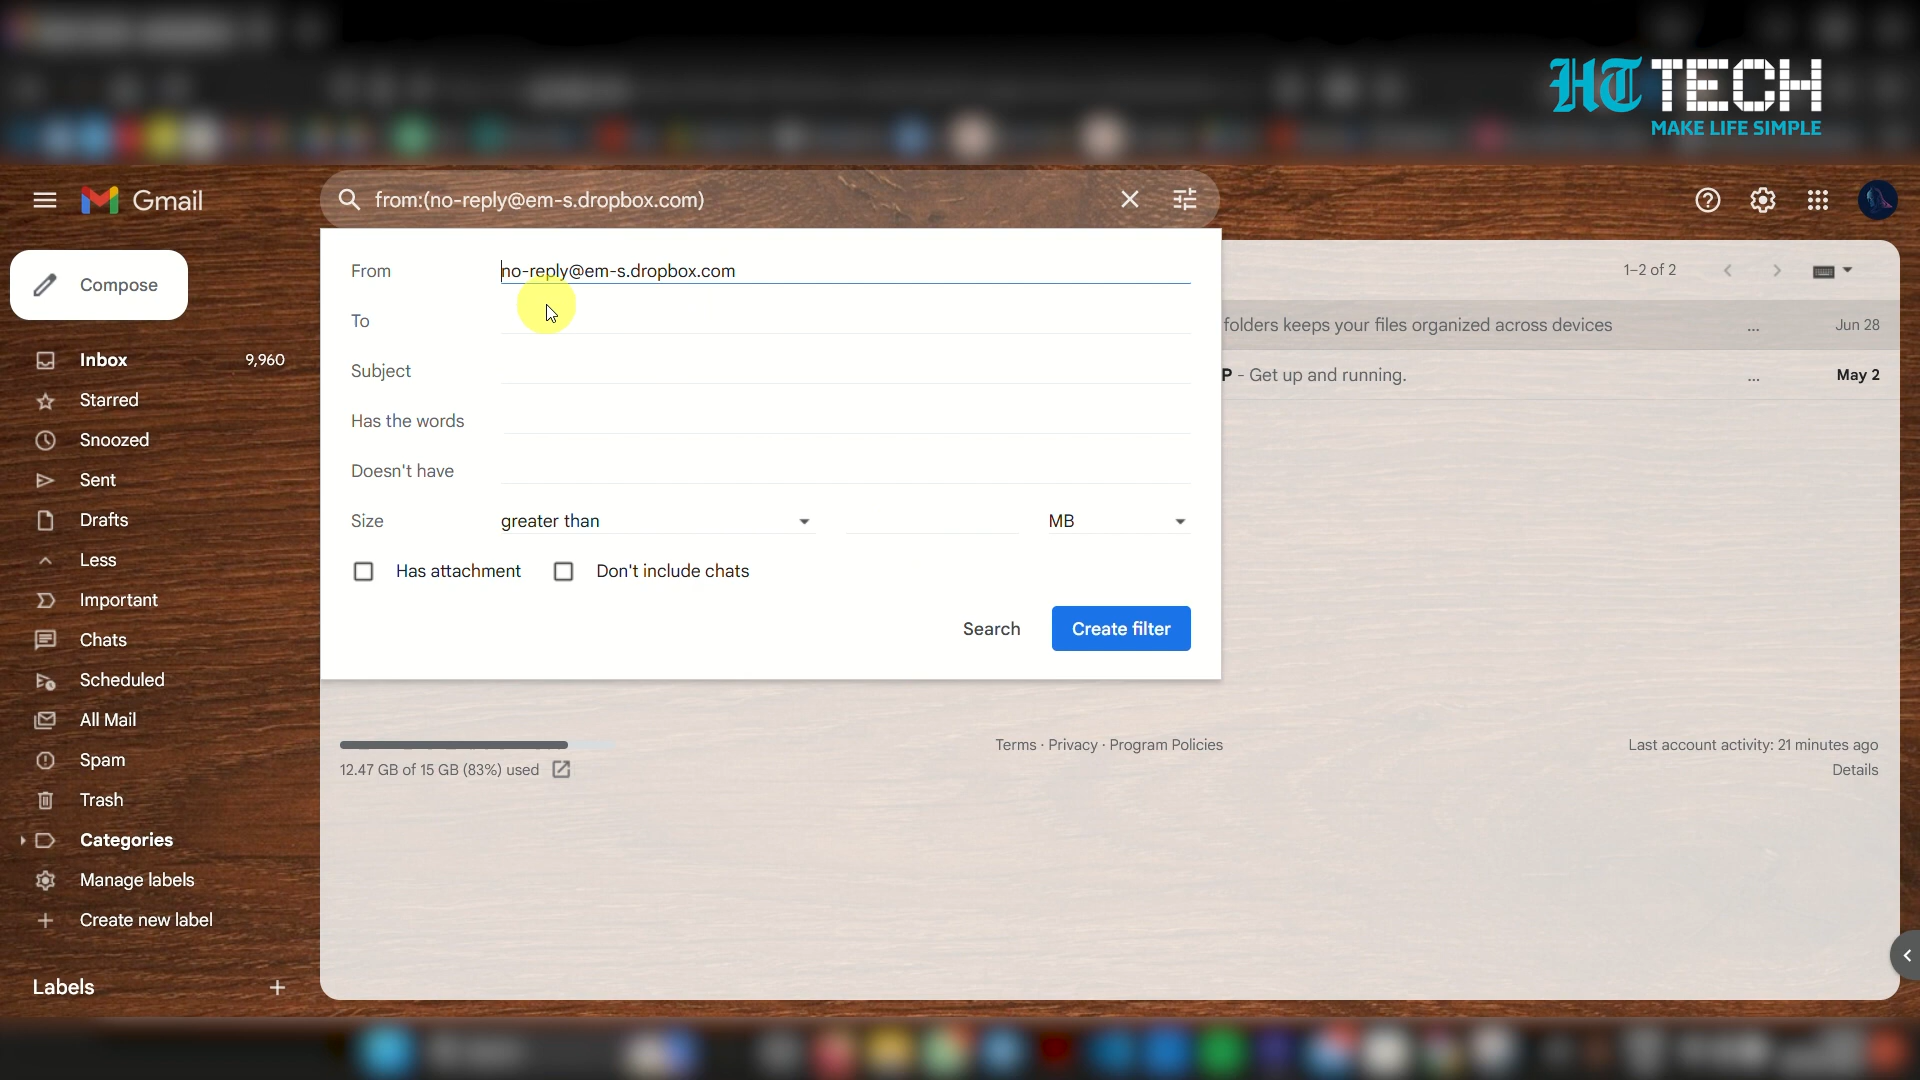 HT TECH
MAKE LIFE SIMPLE
Gmail
from:(no-reply@em-s.dropbox.com)
Compose
Inbox 9,960
Starred
Snoozed
Sent
Drafts
Less
Important
Chats
Scheduled
All Mail
Spam
Trash
Categories
Manage labels
Create new label
Labels
From no-reply@em-s.dropbox.com
To
Subject
Has the words
Doesn't have
Size greater than MB
Has attachment Don't include chats
Search Create filter
1–2 of 2
folders keeps your files organized across devices ... Jun 28
P - Get up and running. ... May 2
12.47 GB of 15 GB (83%) used
Terms · Privacy · Program Policies
Last account activity: 21 minutes ago
Details